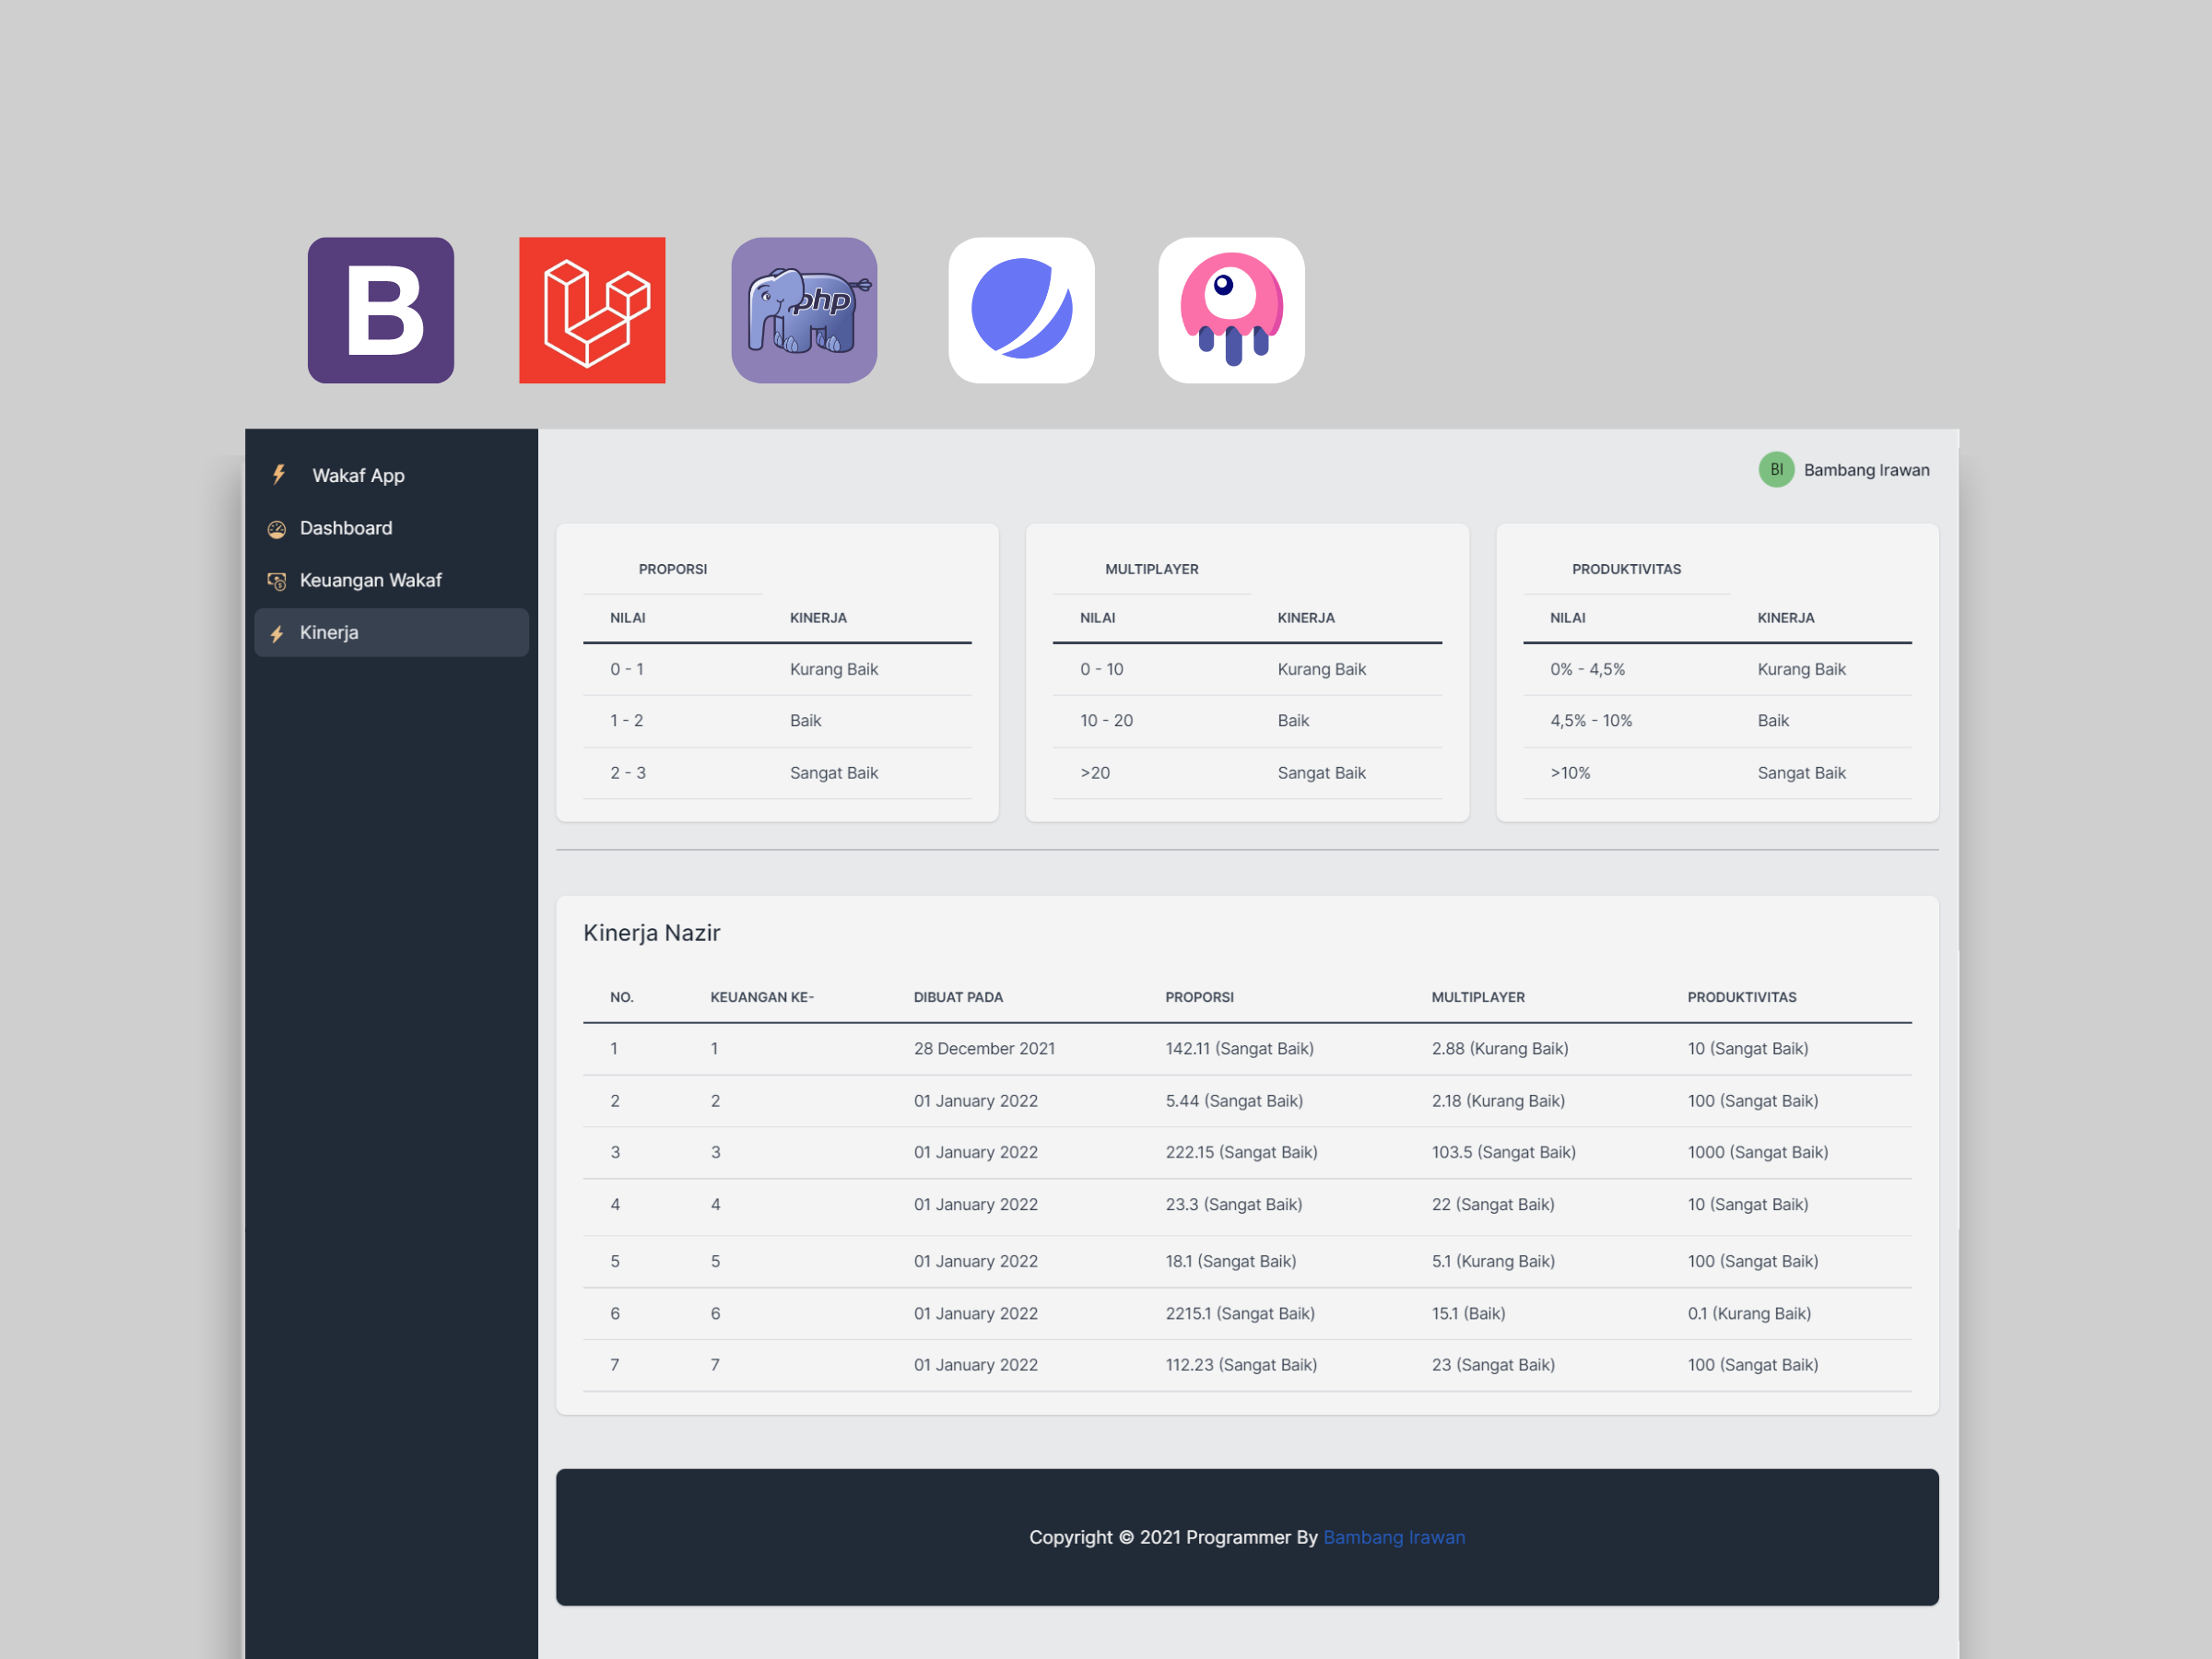 B
php
Wakaf App
Dashboard
Keuangan Wakaf
Kinerja
BI Bambang Irawan
PROPORSI
NILAI KINERJA
0 - 1 Kurang Baik
1 - 2 Baik
2 - 3 Sangat Baik
MULTIPLAYER
NILAI KINERJA
0 - 10 Kurang Baik
10 - 20 Baik
>20 Sangat Baik
PRODUKTIVITAS
NILAI KINERJA
0% - 4,5% Kurang Baik
4,5% - 10% Baik
>10% Sangat Baik
Kinerja Nazir
NO. KEUANGAN KE- DIBUAT PADA PROPORSI MULTIPLAYER PRODUKTIVITAS
1 1 28 December 2021 142.11 (Sangat Baik) 2.88 (Kurang Baik) 10 (Sangat Baik)
2 2 01 January 2022 5.44 (Sangat Baik) 2.18 (Kurang Baik) 100 (Sangat Baik)
3 3 01 January 2022 222.15 (Sangat Baik) 103.5 (Sangat Baik) 1000 (Sangat Baik)
4 4 01 January 2022 23.3 (Sangat Baik) 22 (Sangat Baik) 10 (Sangat Baik)
5 5 01 January 2022 18.1 (Sangat Baik) 5.1 (Kurang Baik) 100 (Sangat Baik)
6 6 01 January 2022 2215.1 (Sangat Baik) 15.1 (Baik) 0.1 (Kurang Baik)
7 7 01 January 2022 112.23 (Sangat Baik) 23 (Sangat Baik) 100 (Sangat Baik)
Copyright © 2021 Programmer By Bambang Irawan